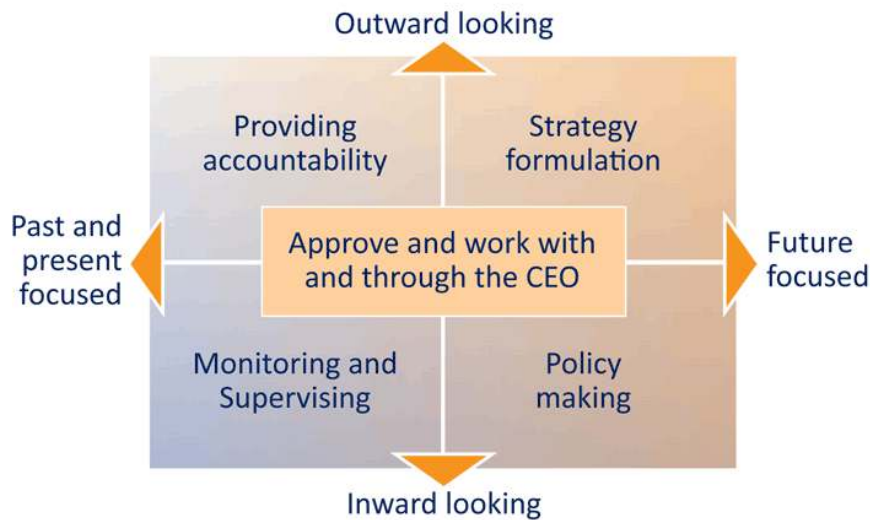 Outward looking
Providing
accountability
Strategy
formulation
Past and
present
focused
Approve and work with
and through the CEO
Future
focused
Monitoring and
Supervising
Policy
making
Inward looking